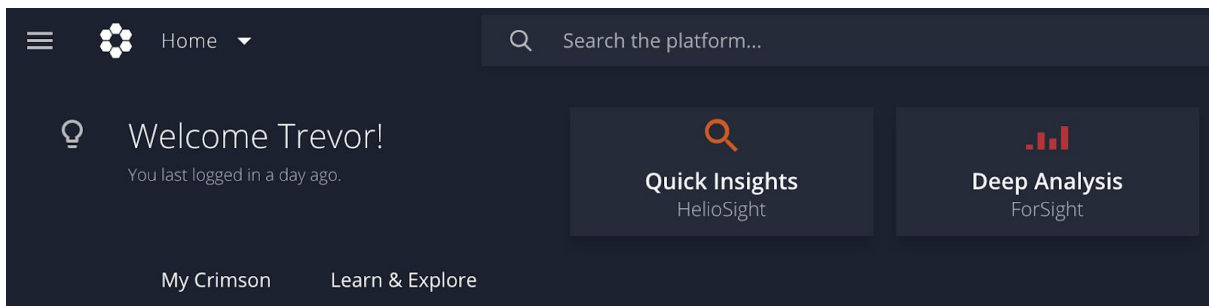 Home
Search the platform...
Welcome Trevor!
You last logged in a day ago.
Quick Insights
HelioSight
Deep Analysis
ForSight
My Crimson
Learn & Explore